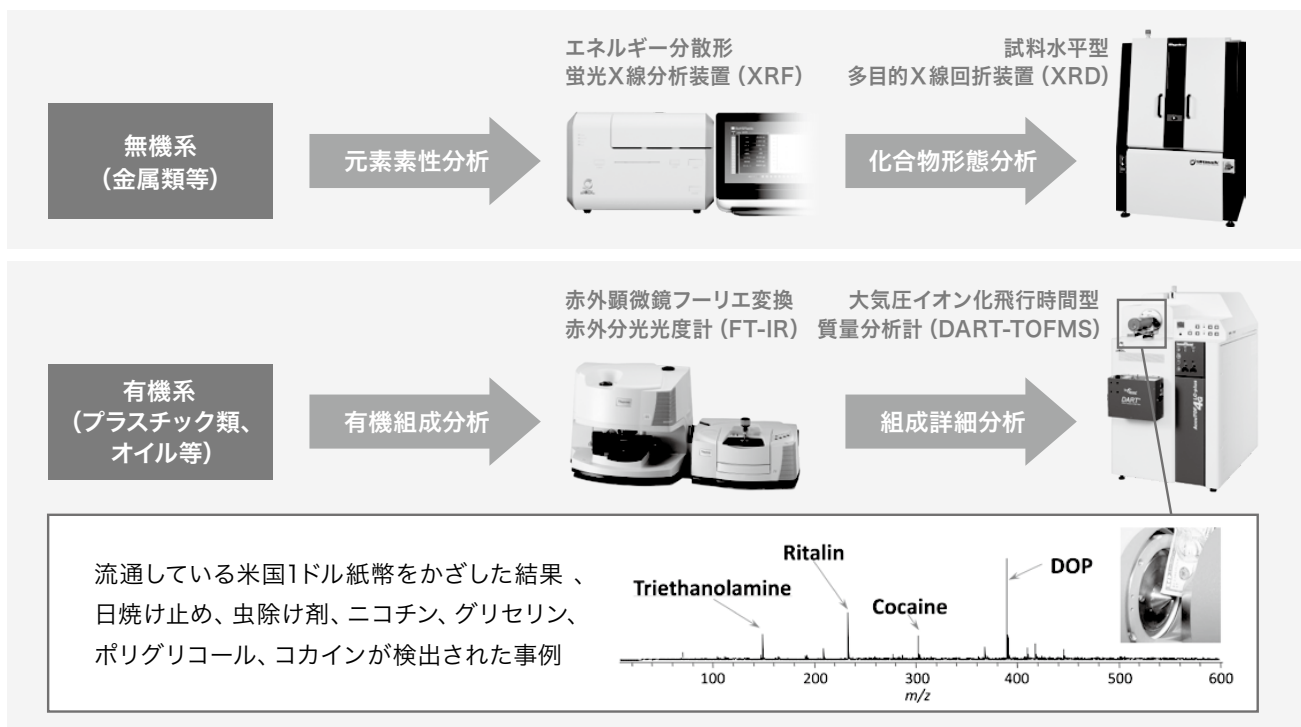 エネルギー分散形
蛍光X線分析装置（XRF）
試料水平型
多目的X線回折装置（XRD）
無機系
（金属類等）
元素素性分析
化合物形態分析
赤外顕微鏡フーリエ変換
赤外分光光度計（FT-IR）
大気圧イオン化飛行時間型
質量分析計（DART-TOFMS）
有機系
（プラスチック類、
オイル等）
有機組成分析
組成詳細分析
DART
流通している米国1ドル紙幣をかざした結果 、
日焼け止め、虫除け剤、ニコチン、グリセリン、
ポリグリコール、コカインが検出された事例
Triethanolamine
Ritalin
Cocaine
DOP
100 200 300 400 500 600
m/z